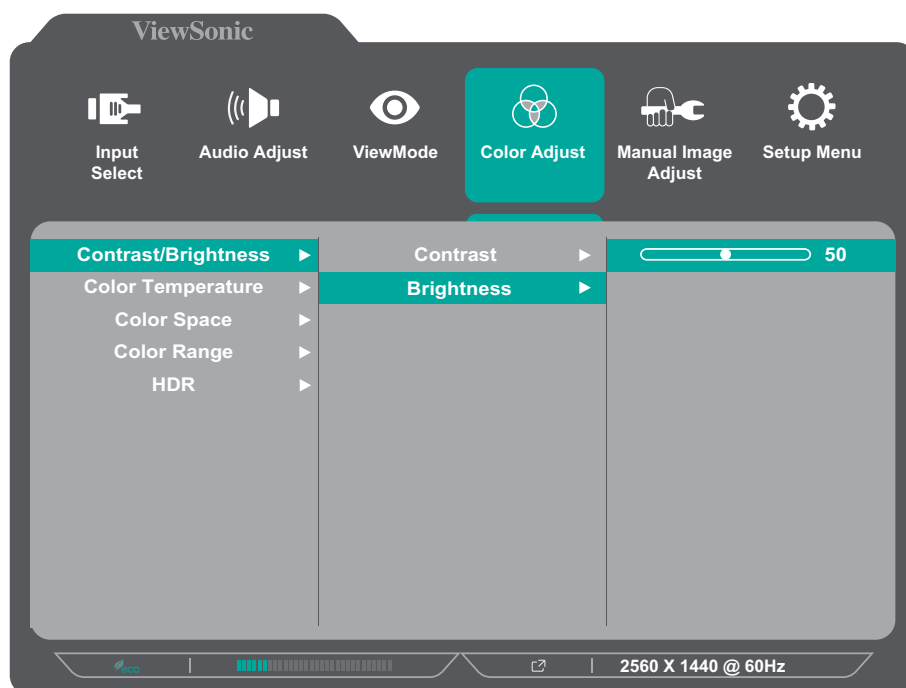 ViewSonic
Input Select
Audio Adjust
ViewMode
Color Adjust
Manual Image Adjust
Setup Menu
Contrast/Brightness
Contrast
50
Color Temperature
Brightness
Color Space
Color Range
HDR
ECO
2560 X 1440 @ 60Hz